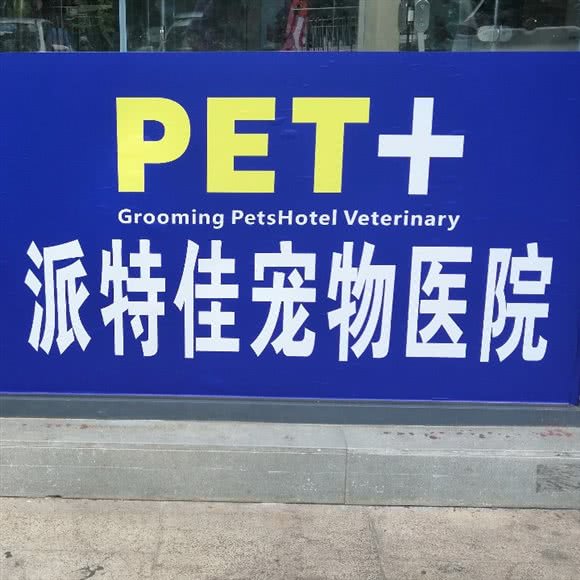 PET+
Grooming PetsHotel Veterinary
派特佳宠物医院